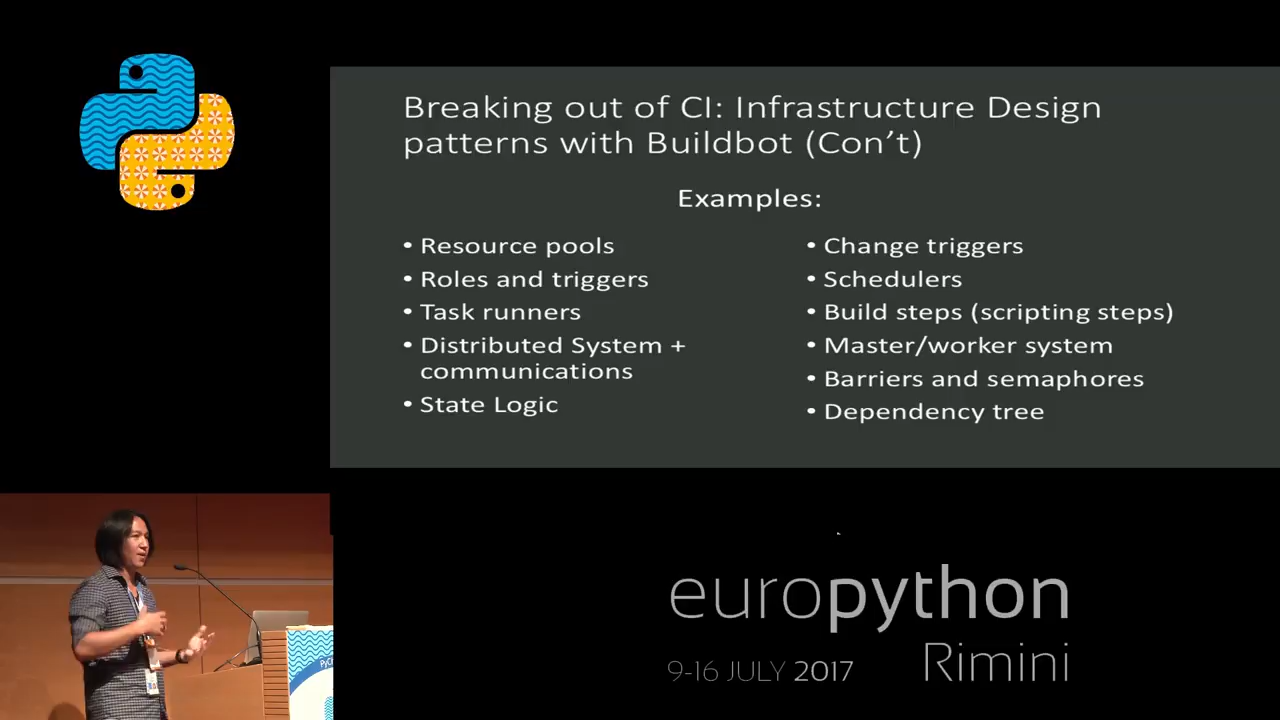 Breaking out of CI: Infrastructure Design
patterns with Buildbot (Con’t)
Examples:
• Resource pools
• Roles and triggers
• Task runners
• Distributed System +
communications
• State Logic
• Change triggers
• Schedulers
• Build steps (scripting steps)
• Master/worker system
• Barriers and semaphores
• Dependency tree
europython
Rimini
9-16 JULY 2017